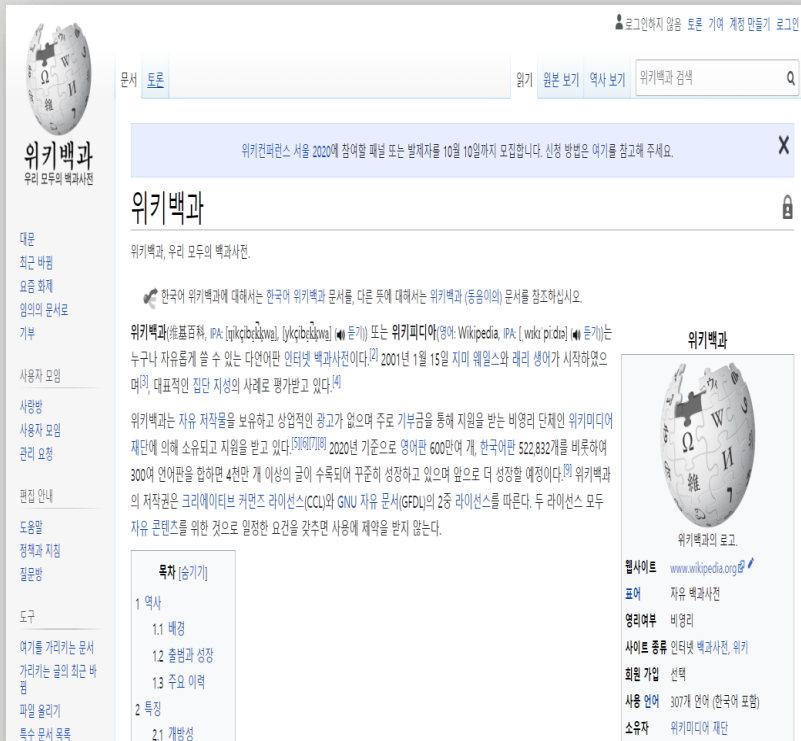 로그인하지 않음 토론 기여 계정 만들기 로그인
문서 토론 읽기 원본 보기 역사 보기 위키백과 검색
위키백과
우리 모두의 백과사전
대문
최근 바뀜
요즘 화제
임의의 문서로
기부
사용자 모임
사랑방
사용자 모임
관리 요청
편집 안내
도움말
정책과 지침
질문방
도구
여기를 가리키는 문서
가리키는 글의 최근 바
뀜
파일 올리기
특수 문서 목록
위키컨퍼런스 서울 2020에 참여할 패널 또는 발제자를 10월 10일까지 모집합니다. 신청 방법은 여기를 참고해 주세요.
위키백과
위키백과, 우리 모두의 백과사전.
한국어 위키백과에 대해서는 한국어 위키백과 문서를, 다른 뜻에 대해서는 위키백과 (동음이의) 문서를 참조하십시오.
위키백과(维基百科, IPA: 듣기)) 또는 위키피디아(영어: Wikipedia, IPA: 듣기))는
누구나 자유롭게 쓸 수 있는 다언어판 인터넷 백과사전이다.[2] 2001년 1월 15일 지미 웨일스와 래리 생어가 시작하였으
며[3], 대표적인 집단 지성의 사례로 평가받고 있다.[4]
위키백과는 자유 저작물을 보유하고 상업적인 광고가 없으며 주로 기부금을 통해 지원을 받는 비영리 단체인 위키미디어
재단에 의해 소유되고 지원을 받고 있다.[5][6][7][8] 2020년 기준으로 영어판 600만여 개, 한국어판 522,832개를 비롯하여
300여 언어판을 합하면 4천만 개 이상의 글이 수록되어 꾸준히 성장하고 있으며 앞으로 더 성장할 예정이다.[9] 위키백과
의 저작권은 크리에이티브 커먼즈 라이선스(CCL)와 GNU 자유 문서(GFDL)의 2중 라이선스를 따른다. 두 라이선스 모두
자유 콘텐츠를 위한 것으로 일정한 요건을 갖추면 사용에 제약을 받지 않는다.
목차 [숨기기]
1 역사
1.1 배경
1.2 출범과 성장
1.3 주요 이력
2 특징
2.1 개방성
위키백과
위키백과의 로고.
웹사이트 www.wikipedia.org
표어 자유 백과사전
영리여부 비영리
사이트 종류 인터넷 백과사전, 위키
회원 가입 선택
사용 언어 307개 언어 (한국어 포함)
소유자 위키미디어 재단